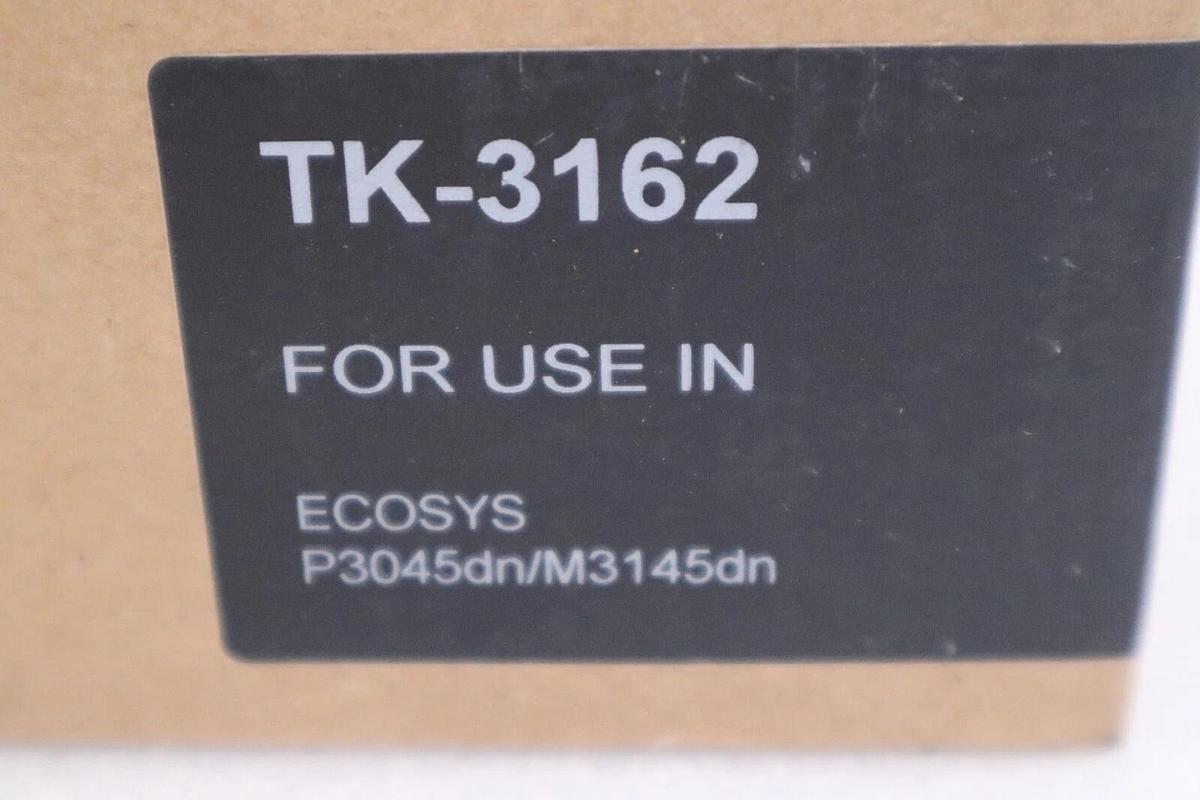 TK-3162
FOR USE IN
ECOSYS
P3045dn/M3145dn